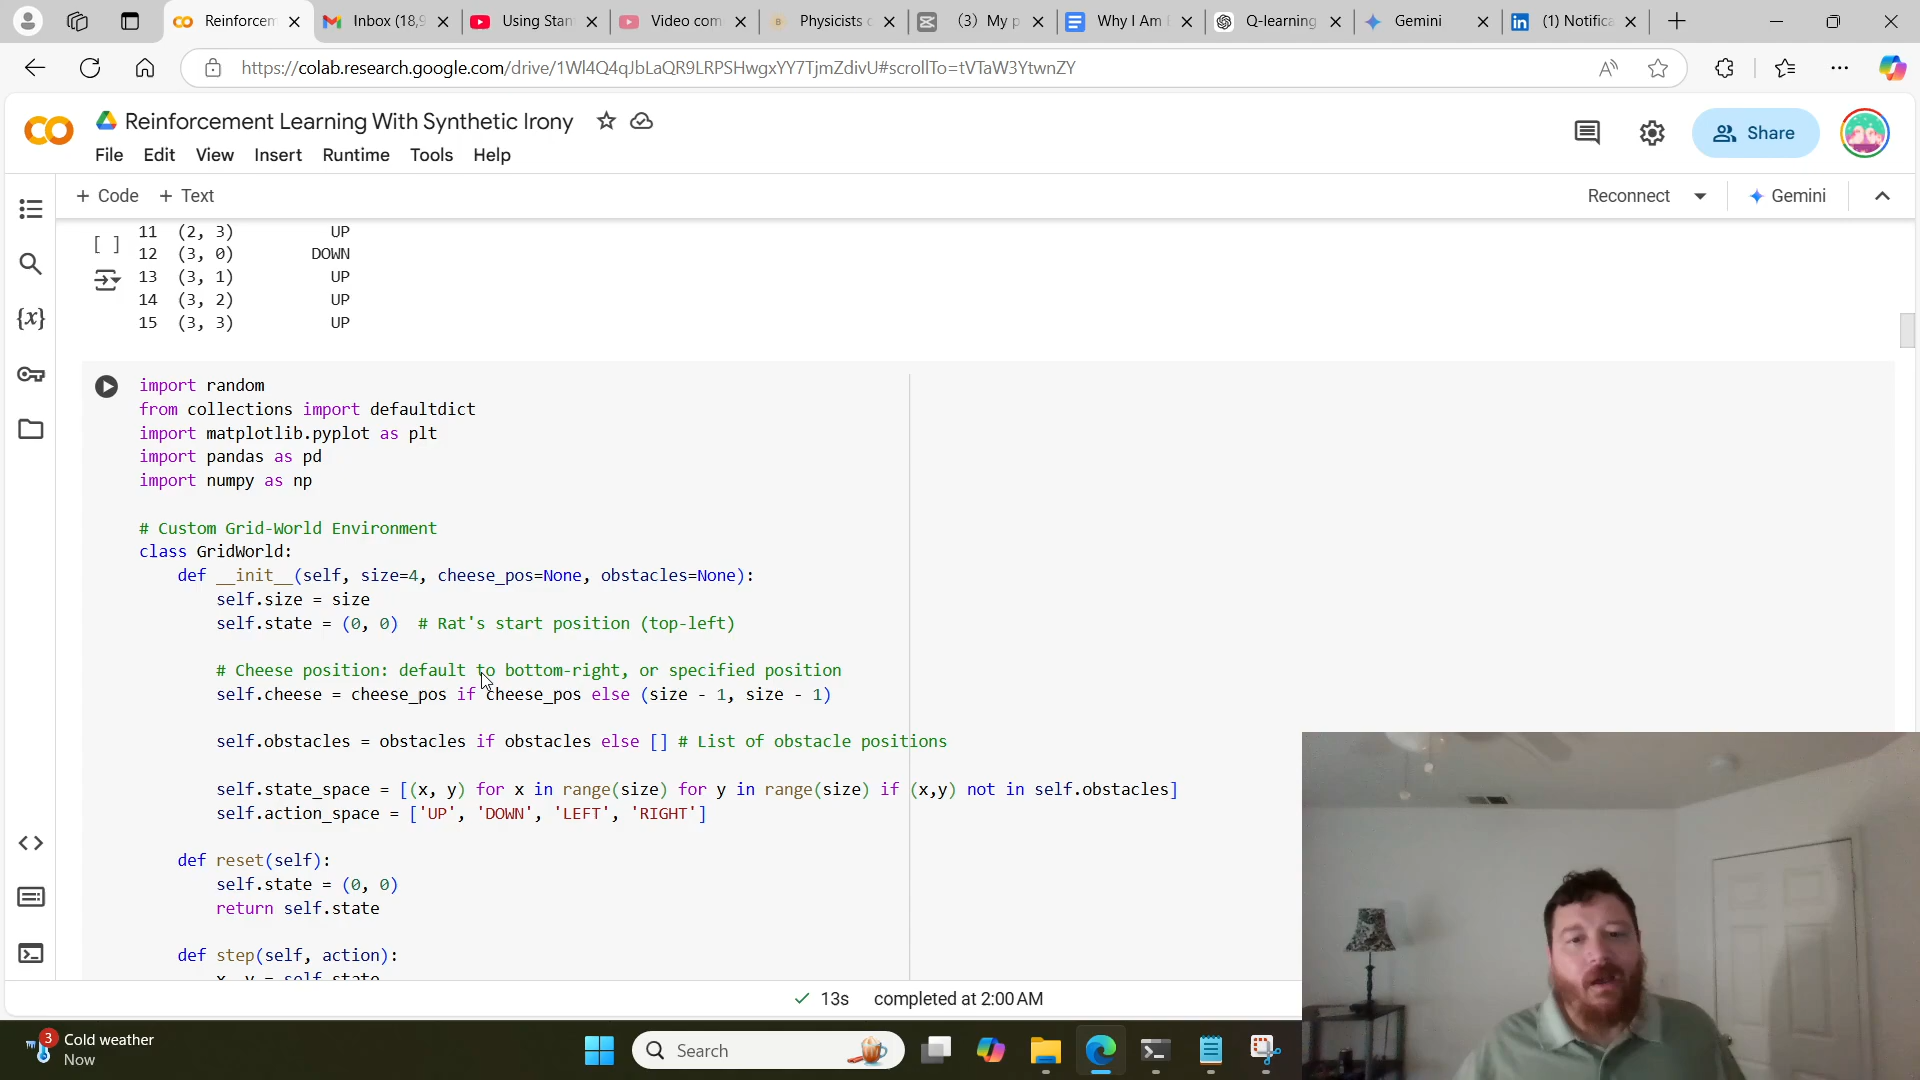 Reinforcem
Inbox (18,9
Using Stan
Video com
Physicists c
(3) My p
Why I Am
Q-learning
Gemini
(1) Notifica
https://colab.research.google.com/drive/1Wl4Q4qJbLaQR9LRPSHwgxYY7TjmZdivU#scrollTo=tVTaW3YtwnZY
Reinforcement Learning With Synthetic Irony
File Edit View Insert Runtime Tools Help
Share
+ Code + Text
Reconnect
Gemini
11 (2, 3) UP
[ ] 12 (3, 0) DOWN
13 (3, 1) UP
14 (3, 2) UP
15 (3, 3) UP
import random
from collections import defaultdict
import matplotlib.pyplot as plt
import pandas as pd
import numpy as np
# Custom Grid-World Environment
class GridWorld:
def __init__(self, size=4, cheese_pos=None, obstacles=None):
self.size = size
self.state = (0, 0) # Rat's start position (top-left)
# Cheese position: default to bottom-right, or specified position
self.cheese = cheese_pos if cheese_pos else (size - 1, size - 1)
self.obstacles = obstacles if obstacles else [] # List of obstacle positions
self.state_space = [(x, y) for x in range(size) for y in range(size) if (x,y) not in self.obstacles]
self.action_space = ['UP', 'DOWN', 'LEFT', 'RIGHT']
def reset(self):
self.state = (0, 0)
return self.state
def step(self, action):
x, y = self.state
13s completed at 2:00 AM
3 Cold weather
Now
Search